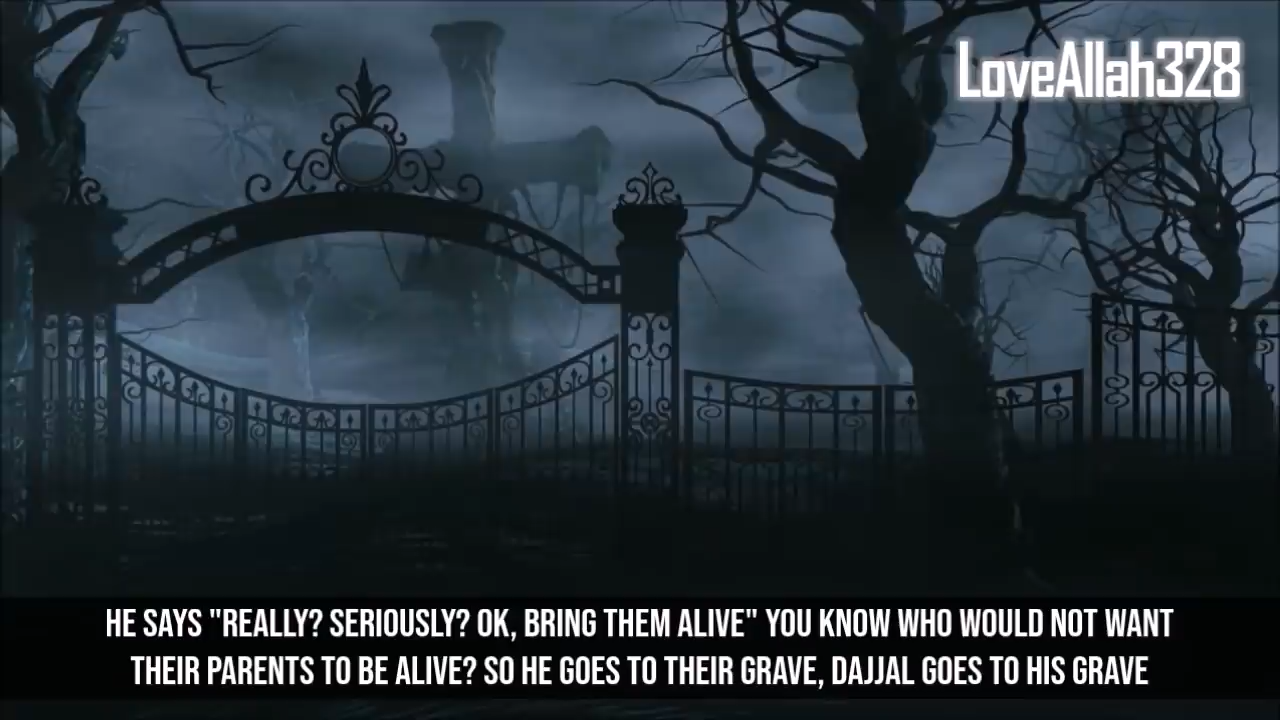 LoveAllah328
HE SAYS "REALLY? SERIOUSLY? OK, BRING THEM ALIVE" YOU KNOW WHO WOULD NOT WANT
THEIR PARENTS TO BE ALIVE? SO HE GOES TO THEIR GRAVE, DAJJAL GOES TO HIS GRAVE